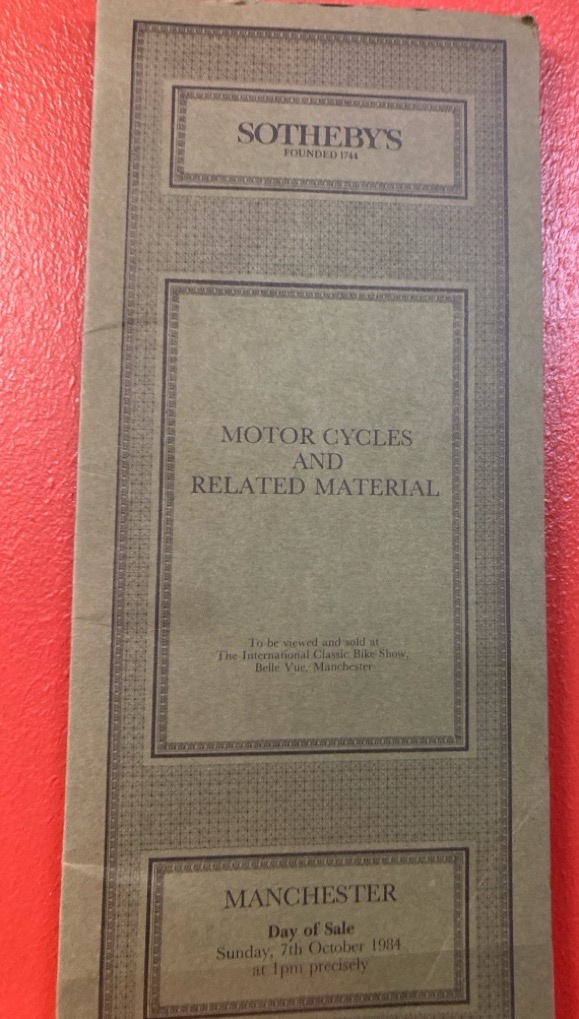 SOTHEBY'S
FOUNDED 1744
MOTOR CYCLES
AND
RELATED MATERIAL
To be viewed and sold at
The International Classic Bike Show,
Belle Vue, Manchester
MANCHESTER
Day of Sale
Sunday, 7th October 1984
at 1pm precisely